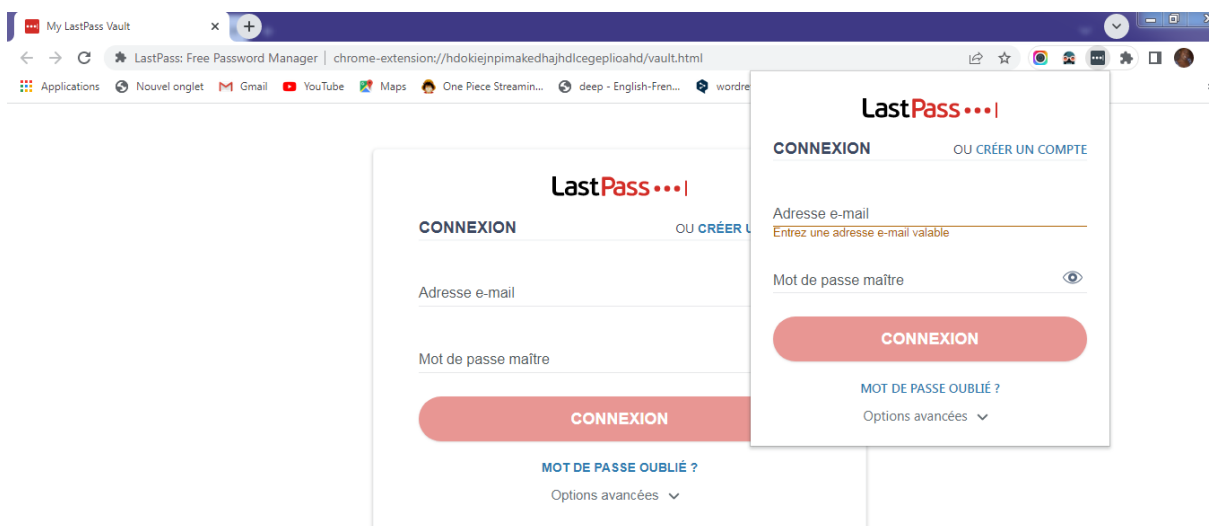 My LastPass Vault
LastPass: Free Password Manager | chrome-extension://hdokiejnpimakedhajhdlcegeplioahd/vault.html
Applications Nouvel onglet Gmail YouTube Maps One Piece Streamin... deep - English-Fren... wordre
LastPass
CONNEXION OU CRÉER U
Adresse e-mail
Mot de passe maître
CONNEXION
MOT DE PASSE OUBLIÉ ?
Options avancées
LastPass
CONNEXION OU CRÉER UN COMPTE
Adresse e-mail
Entrez une adresse e-mail valable
Mot de passe maître
CONNEXION
MOT DE PASSE OUBLIÉ ?
Options avancées